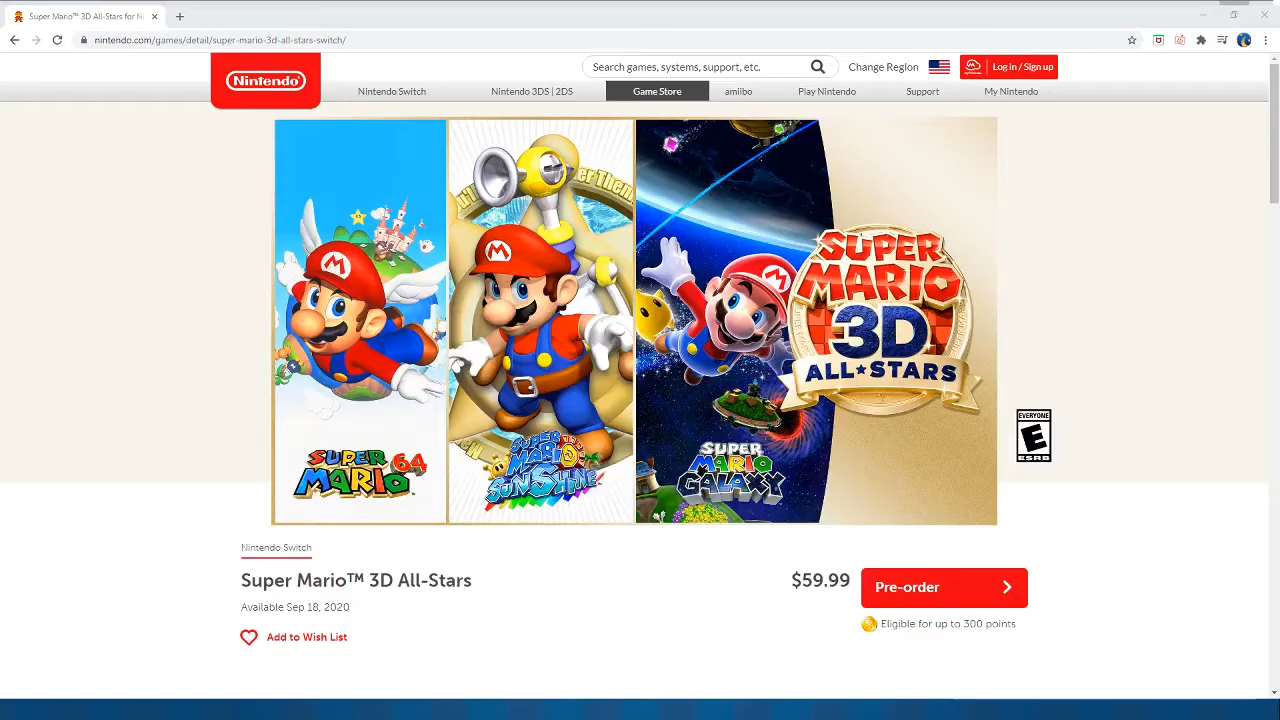 Super Mario™ 3D All-Stars for Ni
nintendo.com/games/detail/super-mario-3d-all-stars-switch/
Nintendo
Search games, systems, support, etc.
Change Region
Log In / Sign up
Nintendo Switch
Nintendo 3DS | 2DS
Game Store
amiibo
Play Nintendo
Support
My Nintendo
M
M
M
SUPER
MARIO 64
SUPER
MARIO
SUNSHINE
SUPER
MARIO
GALAXY
SUPER
MARIO
3D
ALL★STARS
EVERYONE
E
ESRB
Nintendo Switch
Super Mario™ 3D All-Stars
$59.99
Pre-order
Available Sep 18, 2020
Eligible for up to 300 points
Add to Wish List